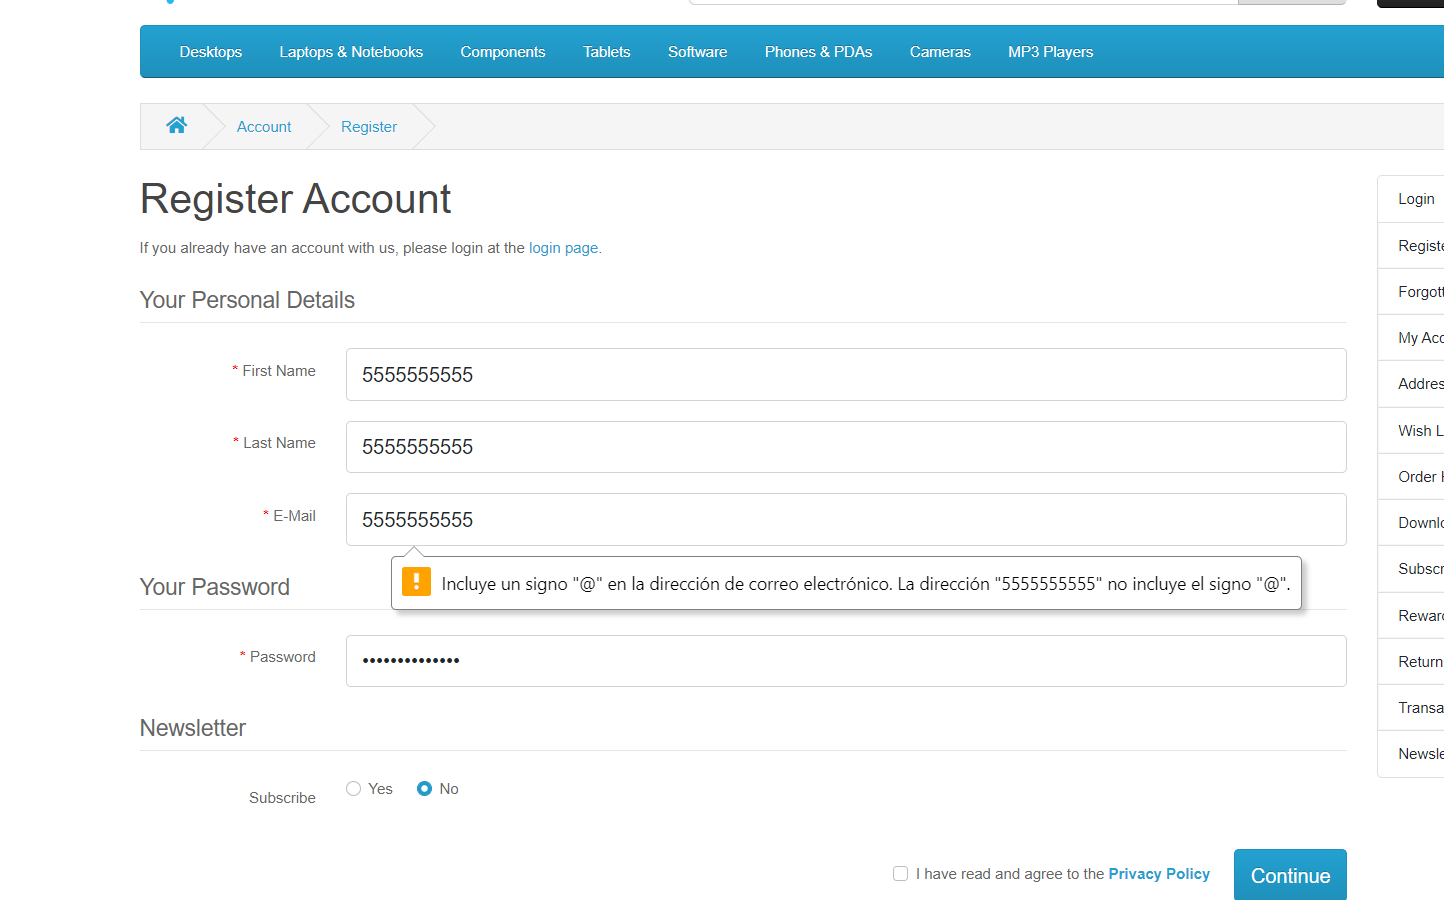 Desktops Laptops & Notebooks Components Tablets Software Phones & PDAs Cameras MP3 Players
Account Register
Register Account
If you already have an account with us, please login at the login page.
Your Personal Details
* First Name 5555555555
* Last Name 5555555555
* E-Mail 5555555555
Incluye un signo "@" en la dirección de correo electrónico. La dirección "5555555555" no incluye el signo "@".
Your Password
* Password ••••••••••••••
Newsletter
Subscribe Yes No
I have read and agree to the Privacy Policy Continue
Login
Registe
Forgott
My Acc
Addres
Wish L
Order H
Downlo
Subscr
Reward
Return
Transa
Newsle